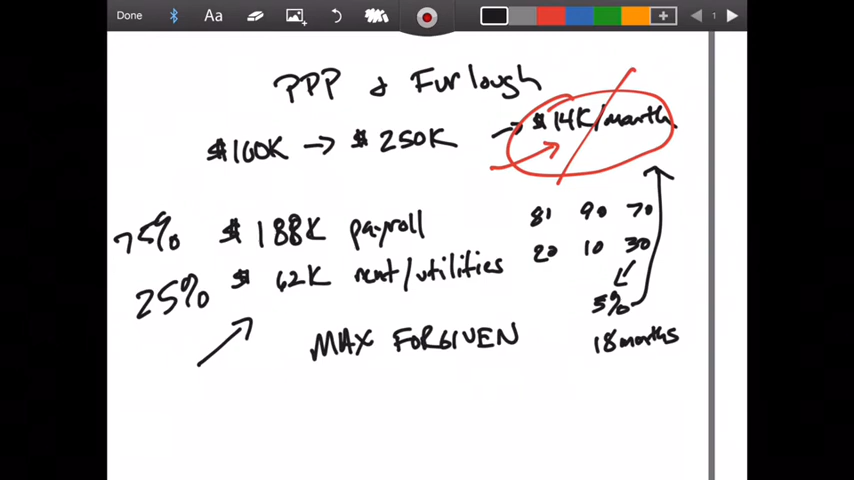 Done Aa 1
PPP & Furlough
$100K → $250K → $14K/month
75% $188K payroll 80 90 70
25% $62K rent/utilities 20 10 30
5%
MAX FORGIVEN 18 months